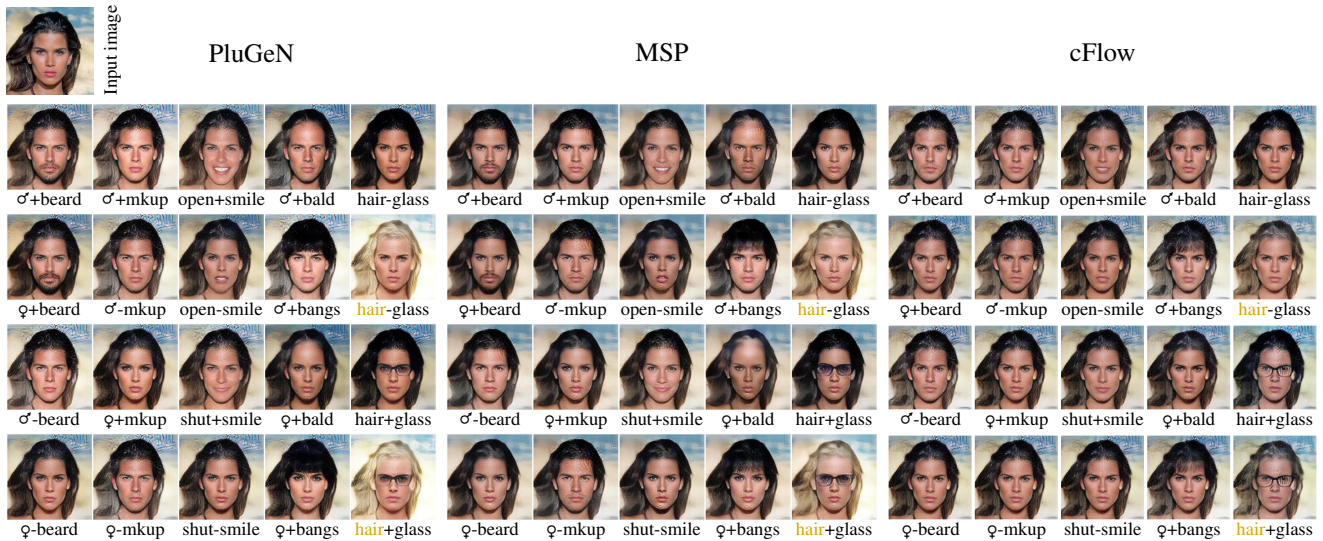 Input image
PluGeN MSP cFlow
♂+beard ♂+mkup open+smile ♂+bald hair-glass ♂+beard ♂+mkup open+smile ♂+bald hair-glass ♂+beard ♂+mkup open+smile ♂+bald hair-glass
♀+beard ♂-mkup open-smile ♂+bangs hair-glass ♀+beard ♂-mkup open-smile ♂+bangs hair-glass ♀+beard ♂-mkup open-smile ♂+bangs hair-glass
♂-beard ♀+mkup shut+smile ♀+bald hair+glass ♂-beard ♀+mkup shut+smile ♀+bald hair+glass ♂-beard ♀+mkup shut+smile ♀+bald hair+glass
♀-beard ♀-mkup shut-smile ♀+bangs hair+glass ♀-beard ♀-mkup shut-smile ♀+bangs hair+glass ♀-beard ♀-mkup shut-smile ♀+bangs hair+glass